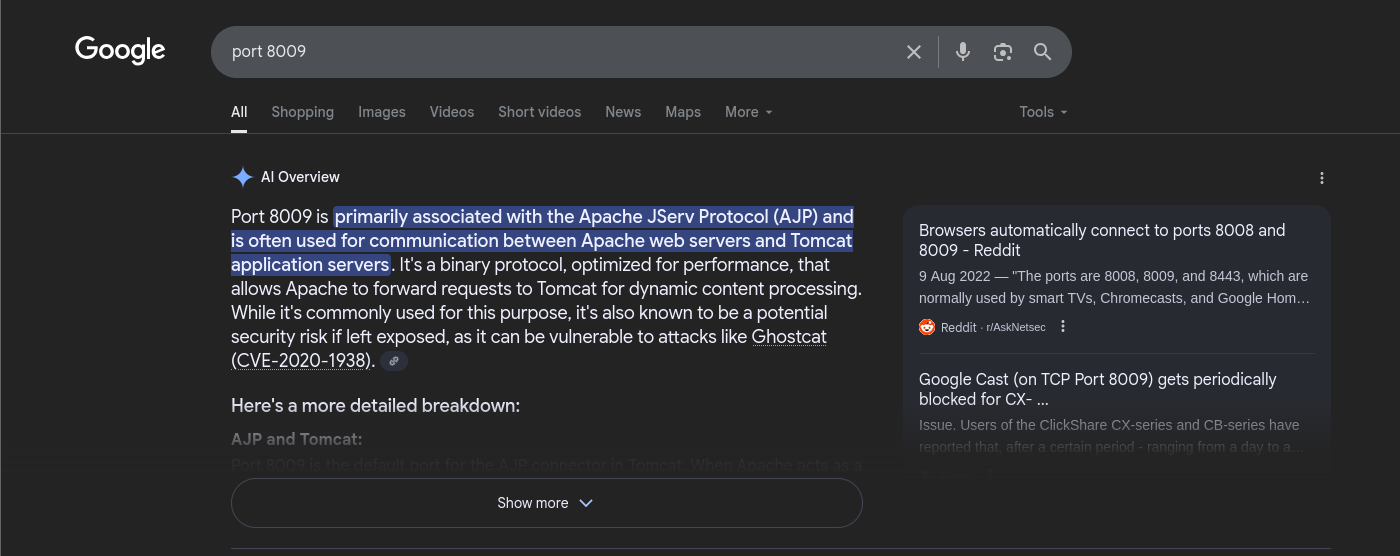 Google
port 8009
All Shopping Images Videos Short videos News Maps More Tools
AI Overview
Port 8009 is primarily associated with the Apache JServ Protocol (AJP) and
is often used for communication between Apache web servers and Tomcat
application servers. It's a binary protocol, optimized for performance, that
allows Apache to forward requests to Tomcat for dynamic content processing.
While it's commonly used for this purpose, it's also known to be a potential
security risk if left exposed, as it can be vulnerable to attacks like Ghostcat
(CVE-2020-1938).
Here's a more detailed breakdown:
AJP and Tomcat:
Port 8009 is the default port for the AJP connector in Tomcat. When Apache acts as a
Show more
Browsers automatically connect to ports 8008 and
8009 - Reddit
9 Aug 2022 — "The ports are 8008, 8009, and 8443, which are
normally used by smart TVs, Chromecasts, and Google Hom...
Reddit · r/AskNetsec
Google Cast (on TCP Port 8009) gets periodically
blocked for CX- ...
Issue. Users of the ClickShare CX-series and CB-series have
reported that, after a certain period - ranging from a day to a...